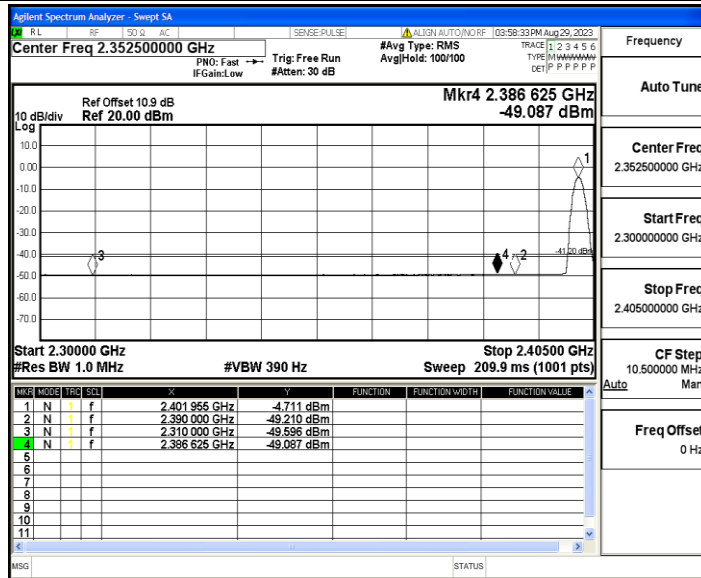 Agilent Spectrum Analyzer - Swept SA
RL RF 50 Ω AC SENSE:PULSE ALIGN AUTO/NO RF 03:58:33 PM Aug 29, 2023
Center Freq 2.352500000 GHz
PNO: Fast
IFGain:Low
Trig: Free Run
#Atten: 30 dB
#Avg Type: RMS
Avg|Hold: 100/100
TRACE 1 2 3 4 5 6
TYPE MWWWWW
DET P P P P P P
Ref Offset 10.9 dB
10 dB/div Ref 20.00 dBm
Log
Mkr4 2.386 625 GHz
-49.087 dBm
10.0
0.00
-10.0
-20.0
-30.0
-40.0
-50.0
-60.0
-70.0
1
3
4
2
-41.20 dBm
Start 2.30000 GHz Stop 2.40500 GHz
#Res BW 1.0 MHz #VBW 390 Hz Sweep 209.9 ms (1001 pts)
MKR MODE TRC SCL X Y FUNCTION FUNCTION WIDTH FUNCTION VALUE
1 N 1 f 2.401 955 GHz -4.711 dBm
2 N 1 f 2.390 000 GHz -49.210 dBm
3 N 1 f 2.310 000 GHz -49.596 dBm
4 N 1 f 2.386 625 GHz -49.087 dBm
5
6
7
8
9
10
11
MSG STATUS
Frequency
Auto Tune
Center Freq
2.352500000 GHz
Start Freq
2.300000000 GHz
Stop Freq
2.405000000 GHz
CF Step
10.500000 MHz
Auto Man
Freq Offset
0 Hz